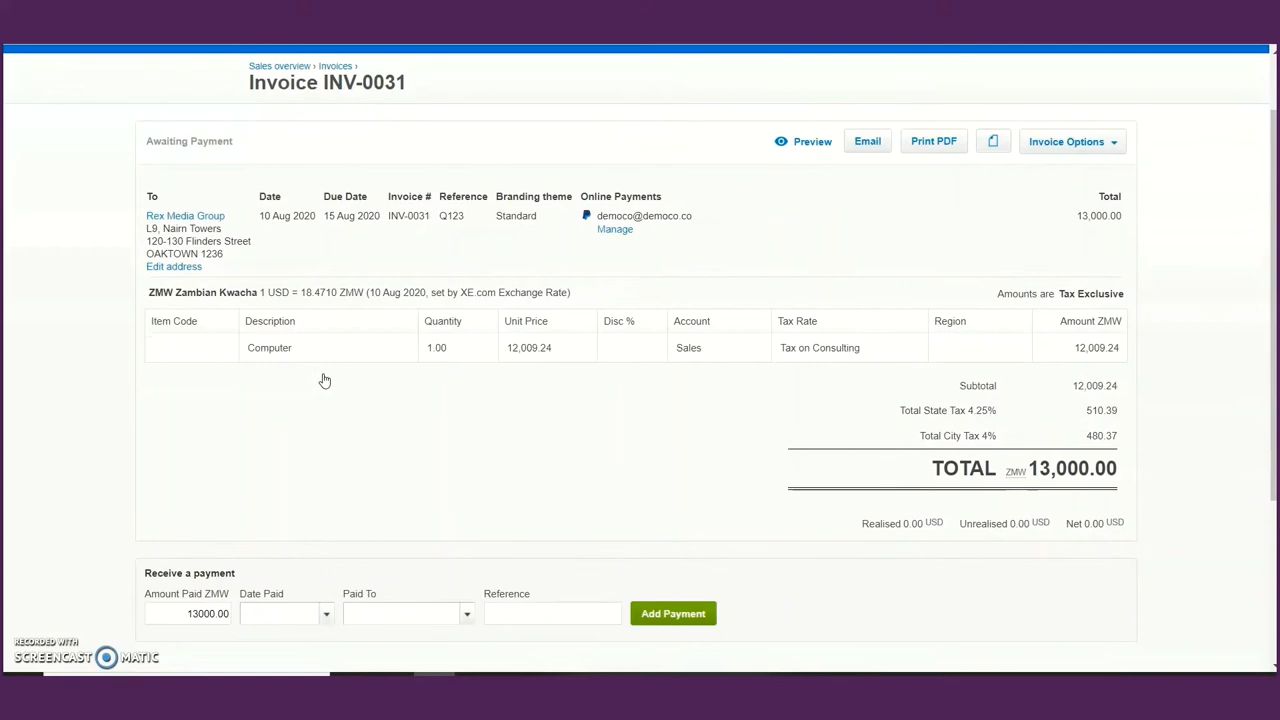 Sales overview › Invoices ›
Invoice INV-0031
Awaiting Payment
Preview
Email
Print PDF
Invoice Options
To
Date
Due Date
Invoice #
Reference
Branding theme
Online Payments
Total
Rex Media Group
10 Aug 2020
15 Aug 2020
INV-0031
Q123
Standard
democo@democo.co
13,000.00
L9, Nairn Towers
Manage
120-130 Flinders Street
OAKTOWN 1236
Edit address
ZMW Zambian Kwacha 1 USD = 18.4710 ZMW (10 Aug 2020, set by XE.com Exchange Rate)
Amounts are Tax Exclusive
Item Code
Description
Quantity
Unit Price
Disc %
Account
Tax Rate
Region
Amount ZMW
Computer
1.00
12,009.24
Sales
Tax on Consulting
12,009.24
Subtotal 12,009.24
Total State Tax 4.25% 510.39
Total City Tax 4% 480.37
TOTAL ZMW 13,000.00
Realised 0.00 USD
Unrealised 0.00 USD
Net 0.00 USD
Receive a payment
Amount Paid ZMW
Date Paid
Paid To
Reference
13000.00
Add Payment
RECORDED WITH
SCREENCAST MATIC